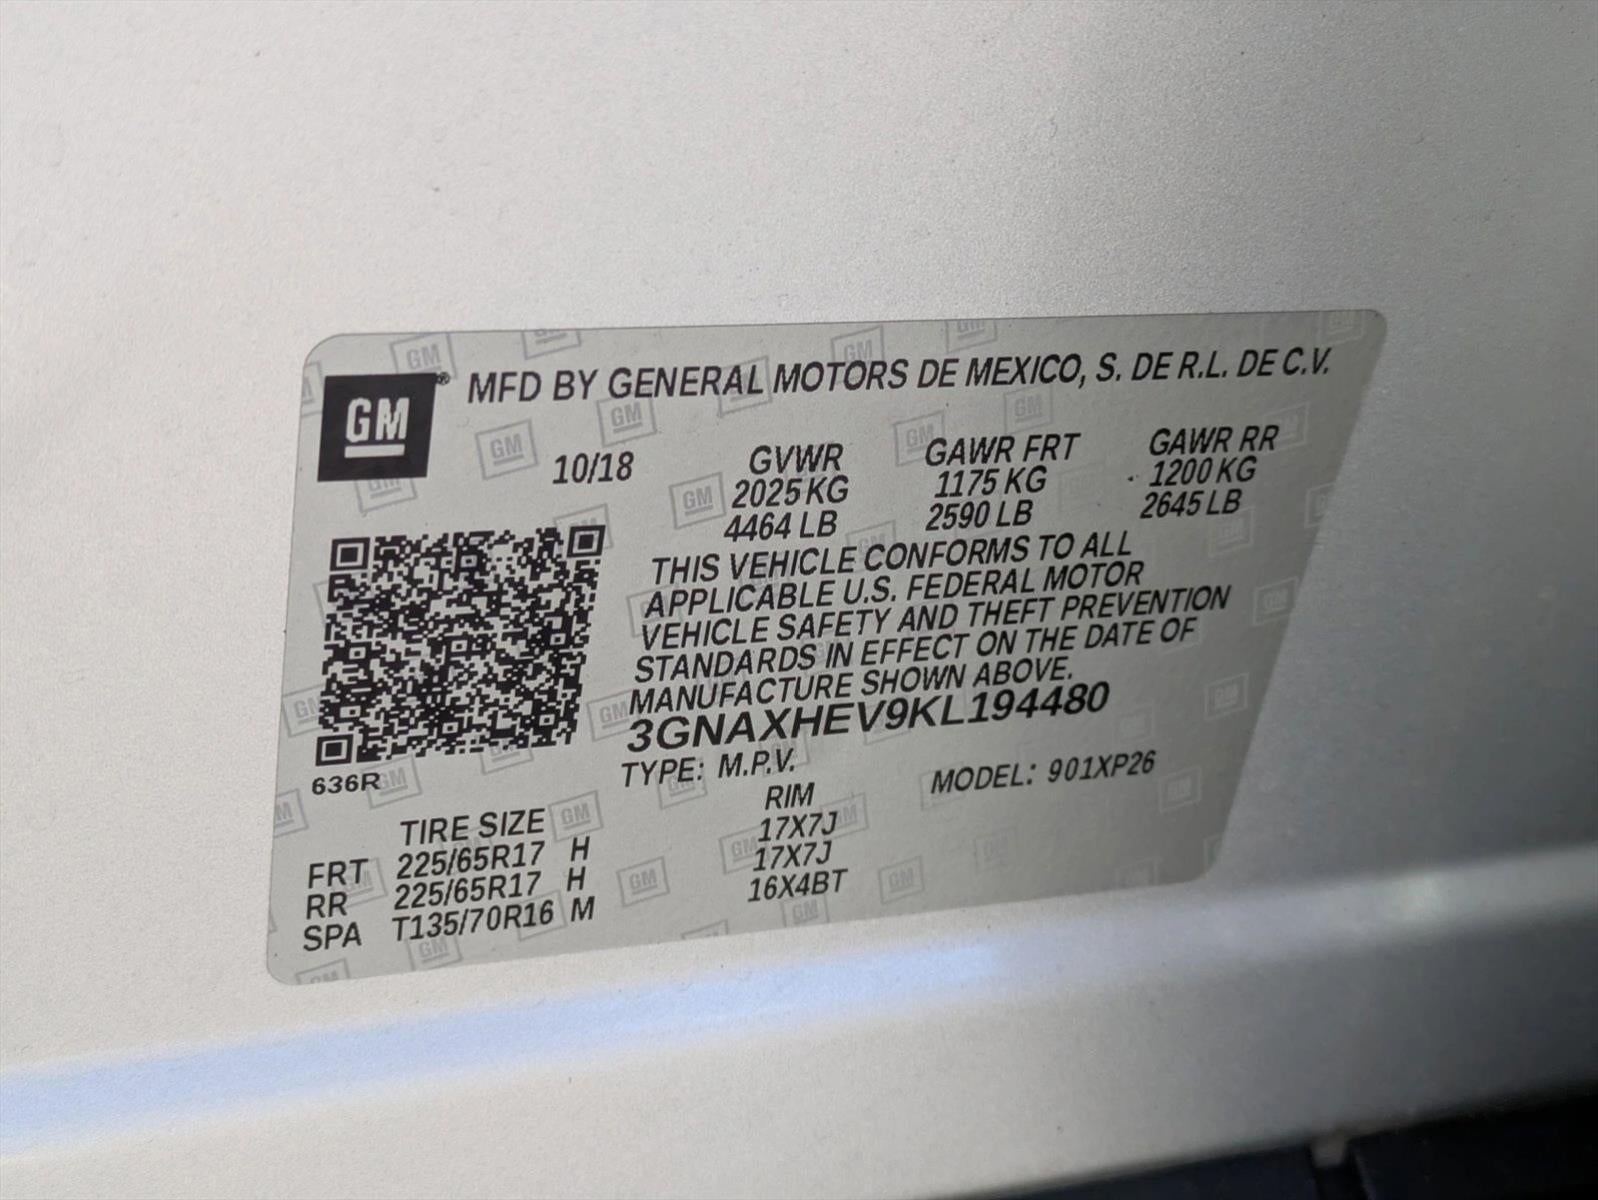 GM® MFD BY GENERAL MOTORS DE MEXICO, S. DE R.L. DE C.V.
10/18 GVWR GAWR FRT GAWR RR
2025 KG 1175 KG 1200 KG
4464 LB 2590 LB 2645 LB
THIS VEHICLE CONFORMS TO ALL
APPLICABLE U.S. FEDERAL MOTOR
VEHICLE SAFETY AND THEFT PREVENTION
STANDARDS IN EFFECT ON THE DATE OF
MANUFACTURE SHOWN ABOVE.
3GNAXHEV9KL194480
636R
TYPE: M.P.V. MODEL: 901XP26
TIRE SIZE RIM
FRT 225/65R17 H 17X7J
RR 225/65R17 H 17X7J
SPA T135/70R16 M 16X4BT